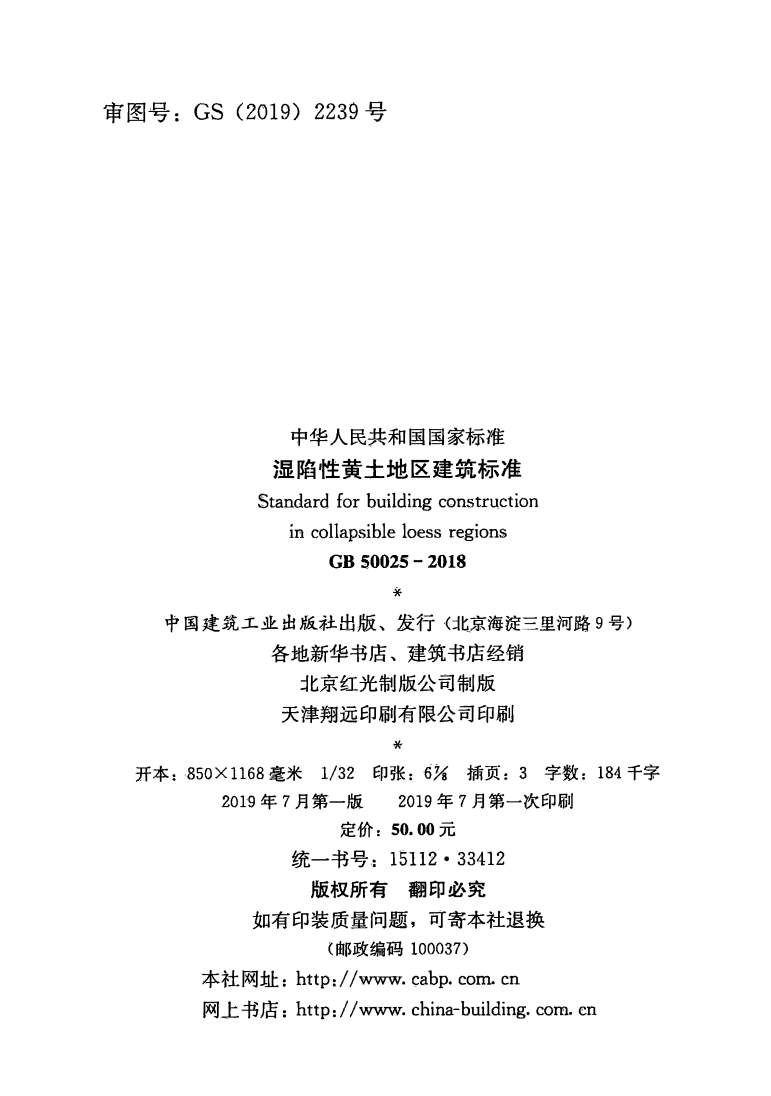 审图号：GS（2019）2239号
中华人民共和国国家标准
湿陷性黄土地区建筑标准
Standard for building construction
in collapsible loess regions
GB 50025－2018
*
中国建筑工业出版社出版、发行（北京海淀三里河路9号）
各地新华书店、建筑书店经销
北京红光制版公司制版
天津翔远印刷有限公司印刷
*
开本：850×1168毫米 1/32 印张：6⅞ 插页：3 字数：184千字
2019年7月第一版 2019年7月第一次印刷
定价：50.00元
统一书号：15112·33412
版权所有 翻印必究
如有印装质量问题，可寄本社退换
（邮政编码 100037）
本社网址：http://www.cabp.com.cn
网上书店：http://www.china-building.com.cn